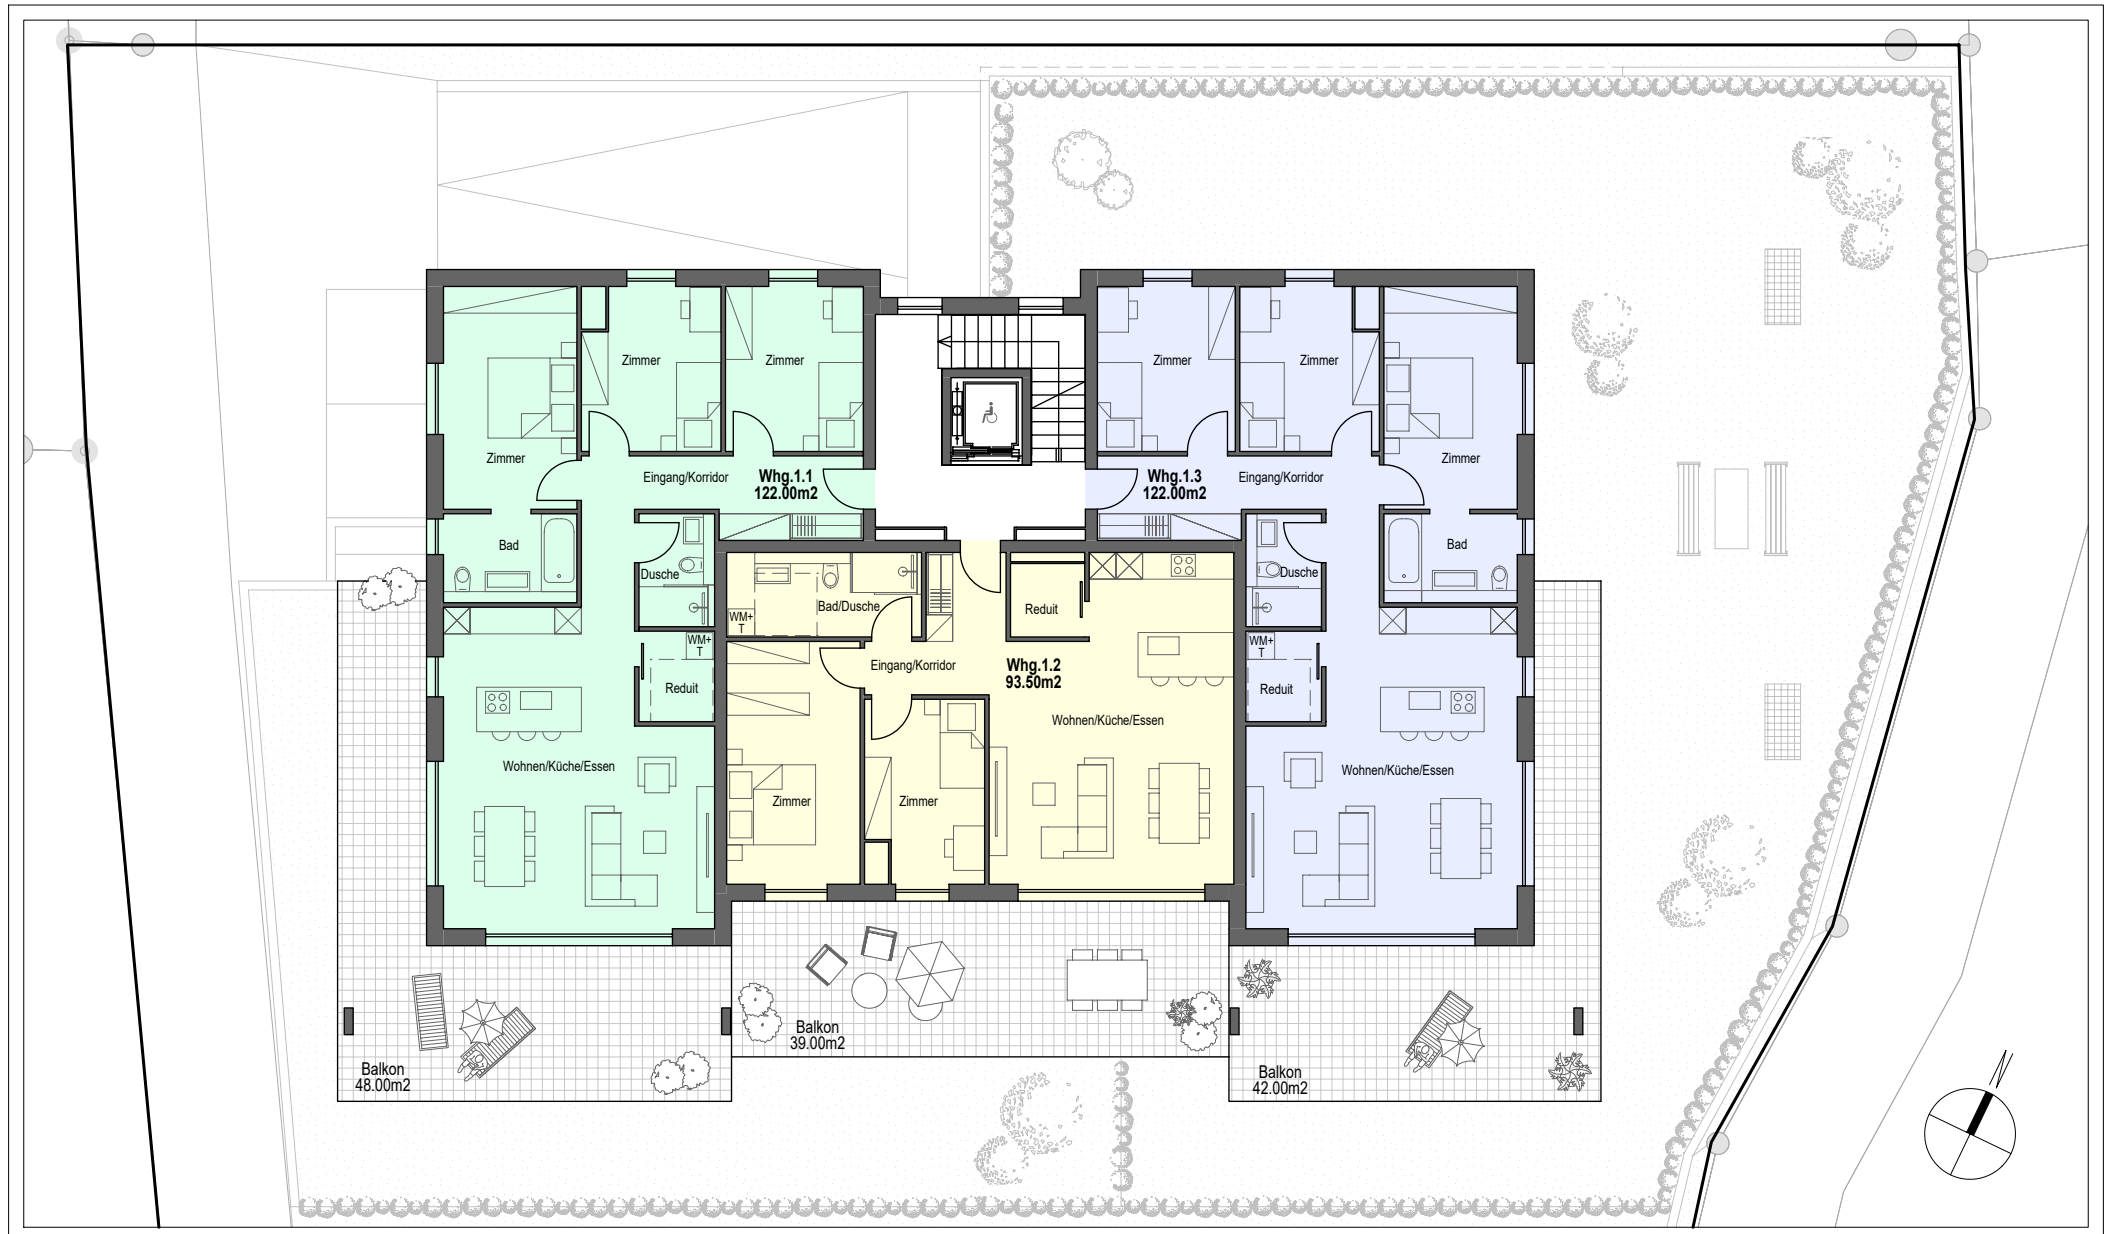 Zimmer
Zimmer
Zimmer
Zimmer
Zimmer
Zimmer
Eingang/Korridor
Whg.1.1
122.00m2
Whg.1.3
122.00m2
Eingang/Korridor
Bad
Dusche
Bad/Dusche
WM+
T
Reduit
Dusche
Bad
WM+
T
Reduit
Eingang/Korridor
Whg.1.2
93.50m2
WM+
T
Reduit
Wohnen/Küche/Essen
Wohnen/Küche/Essen
Wohnen/Küche/Essen
Zimmer
Zimmer
Balkon
48.00m2
Balkon
39.00m2
Balkon
42.00m2